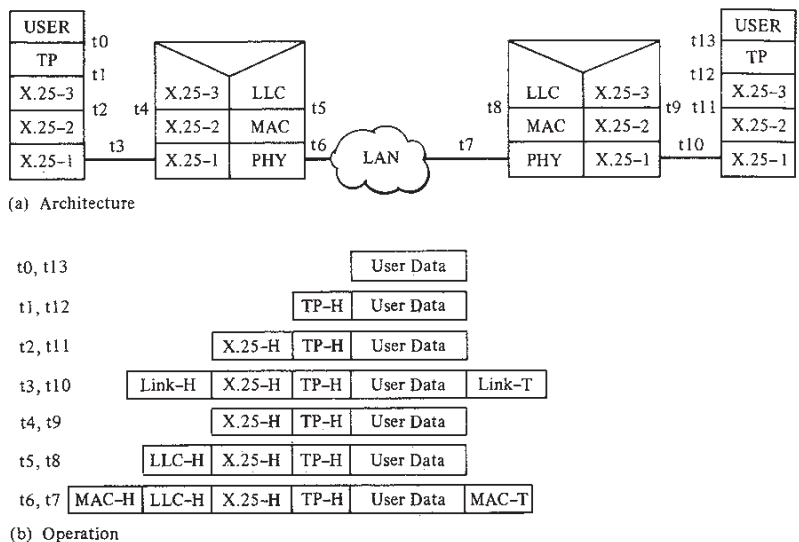 USER USER
t0 t13
TP TP
t1 t12
X.25-3 X.25-3 LLC LLC X.25-3 X.25-3
t2 t4 t5 t8 t9 t11
X.25-2 X.25-2 MAC MAC X.25-2 X.25-2
t3 t6 LAN t7 t10
X.25-1 X.25-1 PHY PHY X.25-1 X.25-1
(a) Architecture
t0, t13 User Data
t1, t12 TP-H User Data
t2, t11 X.25-H TP-H User Data
t3, t10 Link-H X.25-H TP-H User Data Link-T
t4, t9 X.25-H TP-H User Data
t5, t8 LLC-H X.25-H TP-H User Data
t6, t7 MAC-H LLC-H X.25-H TP-H User Data MAC-T
(b) Operation